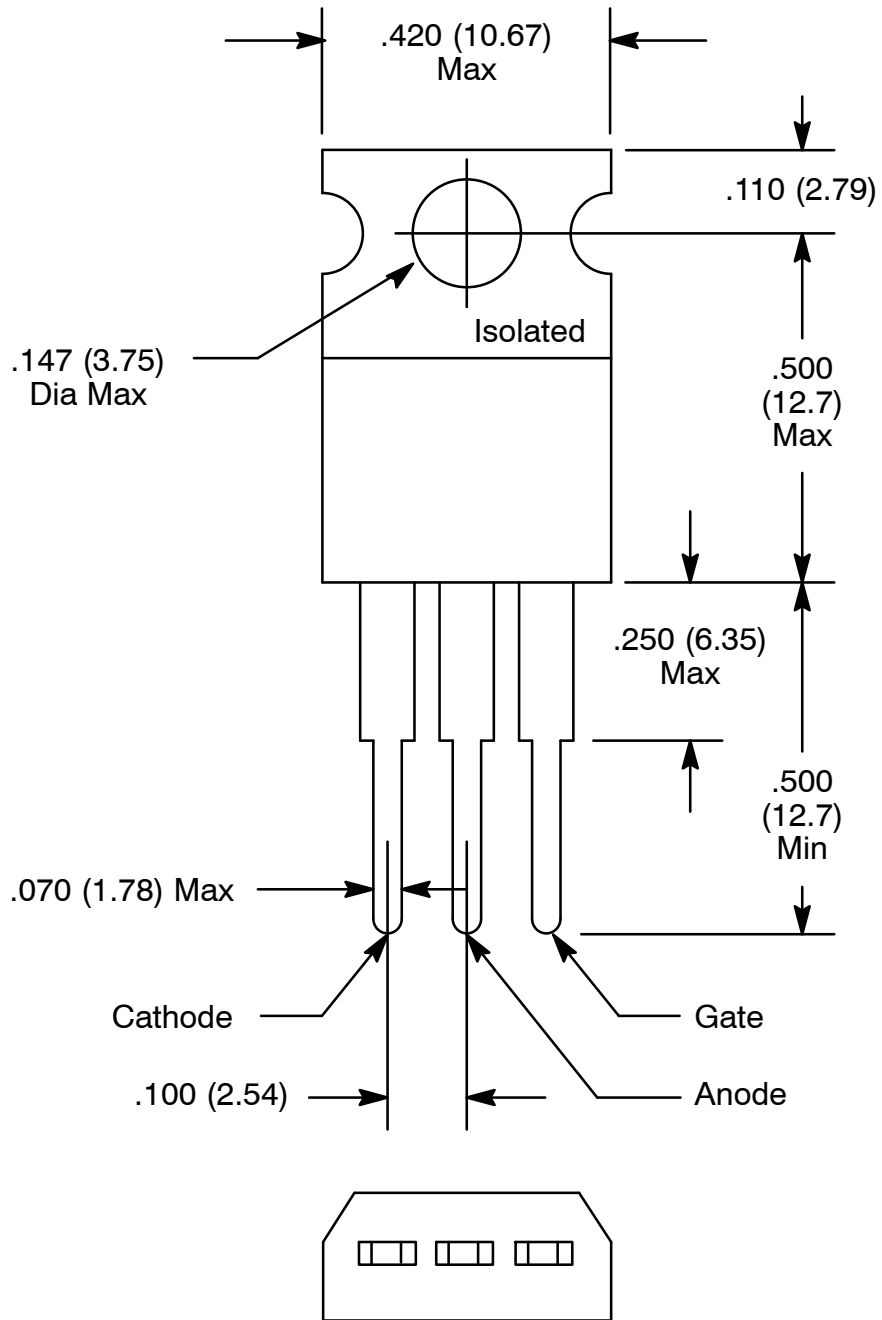 .420 (10.67)
Max
.110 (2.79)
Isolated
.147 (3.75)
Dia Max
.500
(12.7)
Max
.250 (6.35)
Max
.500
(12.7)
Min
.070 (1.78) Max
Cathode
Gate
.100 (2.54)
Anode